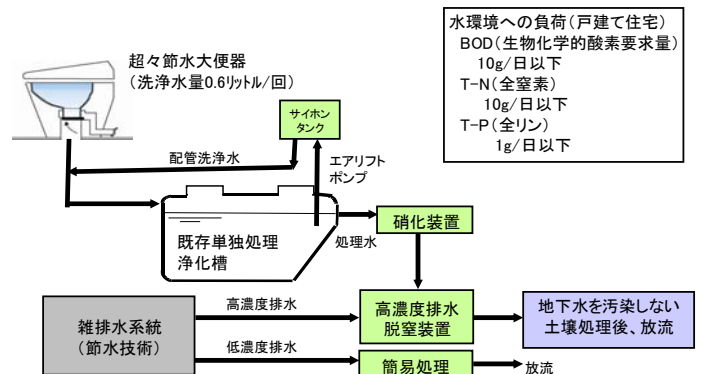 水環境への負荷(戸建て住宅)
BOD(生物化学的酸素要求量)
10g/日以下
T-N(全窒素)
10g/日以下
T-P(全リン)
1g/日以下
超々節水大便器
(洗浄水量0.6リットル/回)
サイホン
タンク
配管洗浄水
エアリフト
ポンプ
既存単独処理
浄化槽
処理水
硝化装置
雑排水系統
(節水技術)
高濃度排水
高濃度排水
脱窒装置
地下水を汚染しない
土壌処理後、放流
低濃度排水
簡易処理
放流